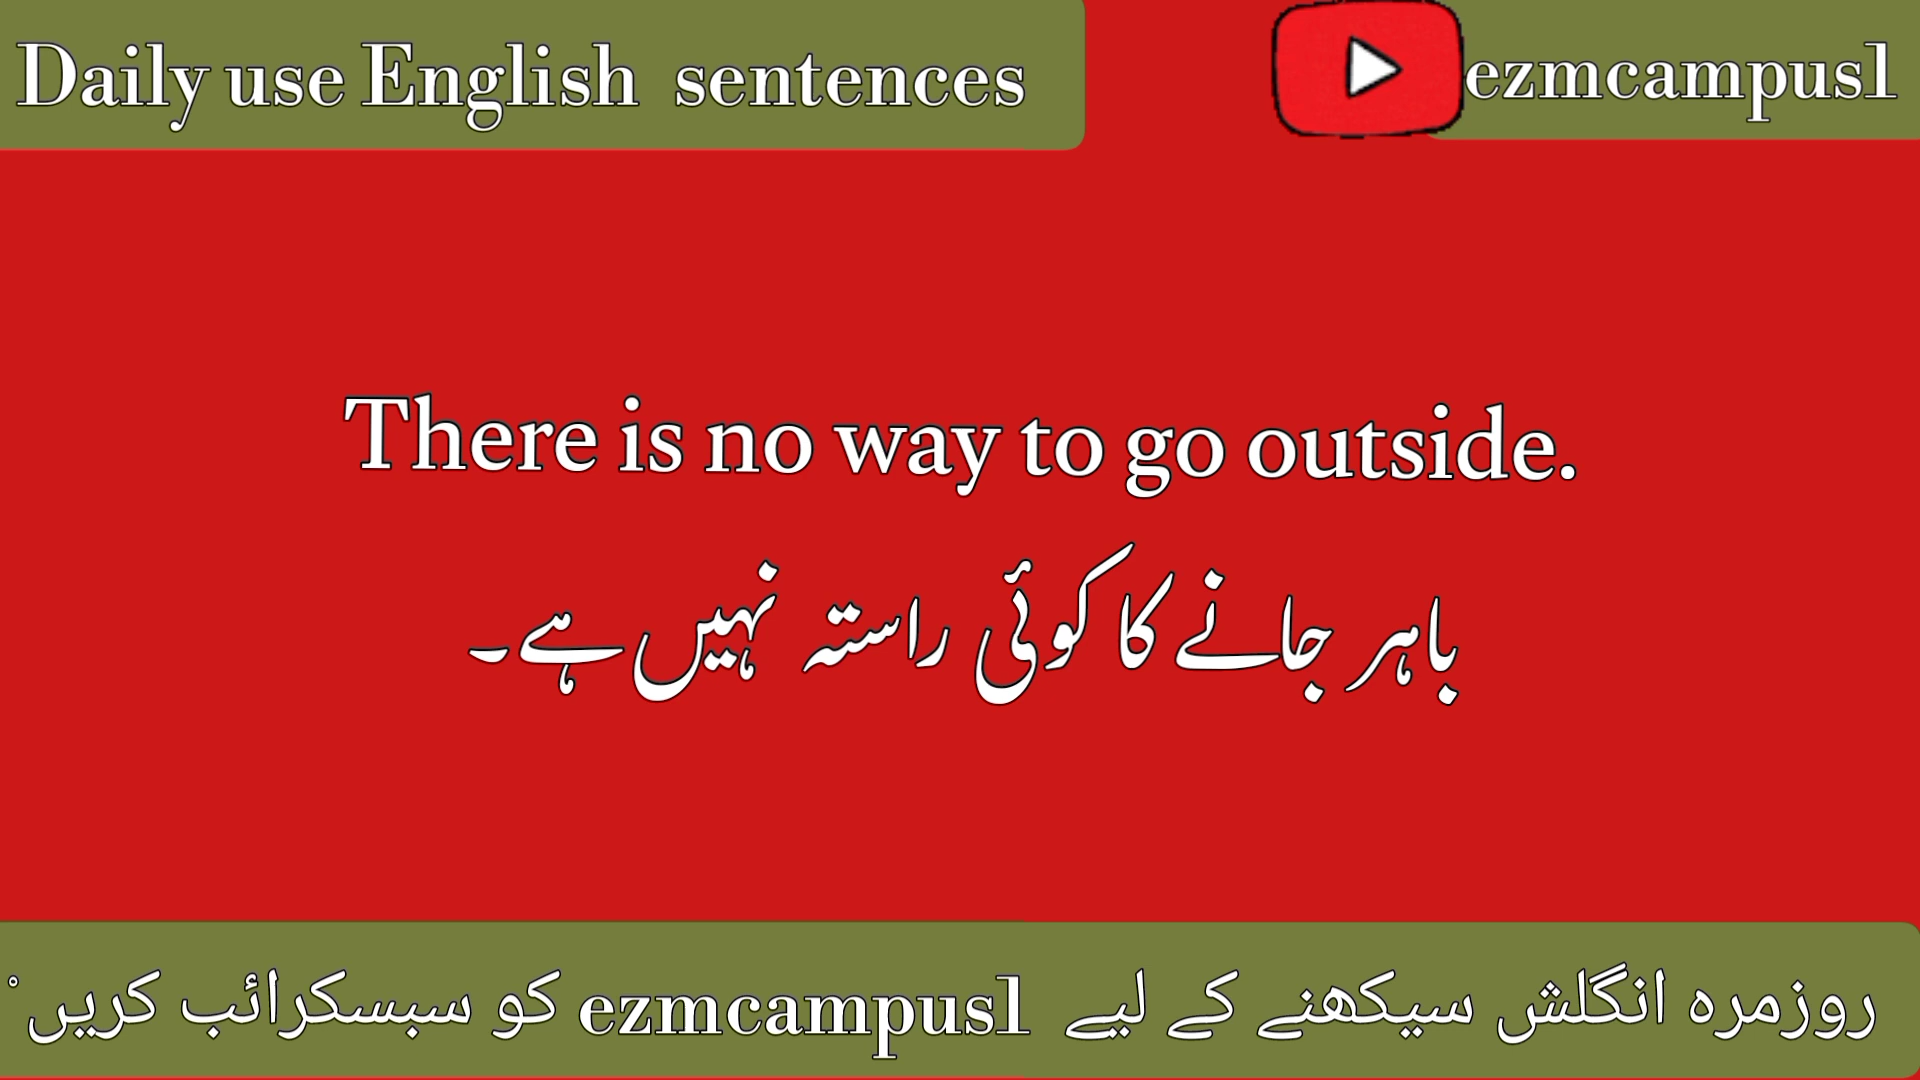 Daily use English sentences
ezmcampus1
There is no way to go outside.
باہر جانے کا کوئی راستہ نہیں ہے۔
روزمرہ انگلش سیکھنے کے لیے ezmcampus1 کو سبسکرائب کریں ْ